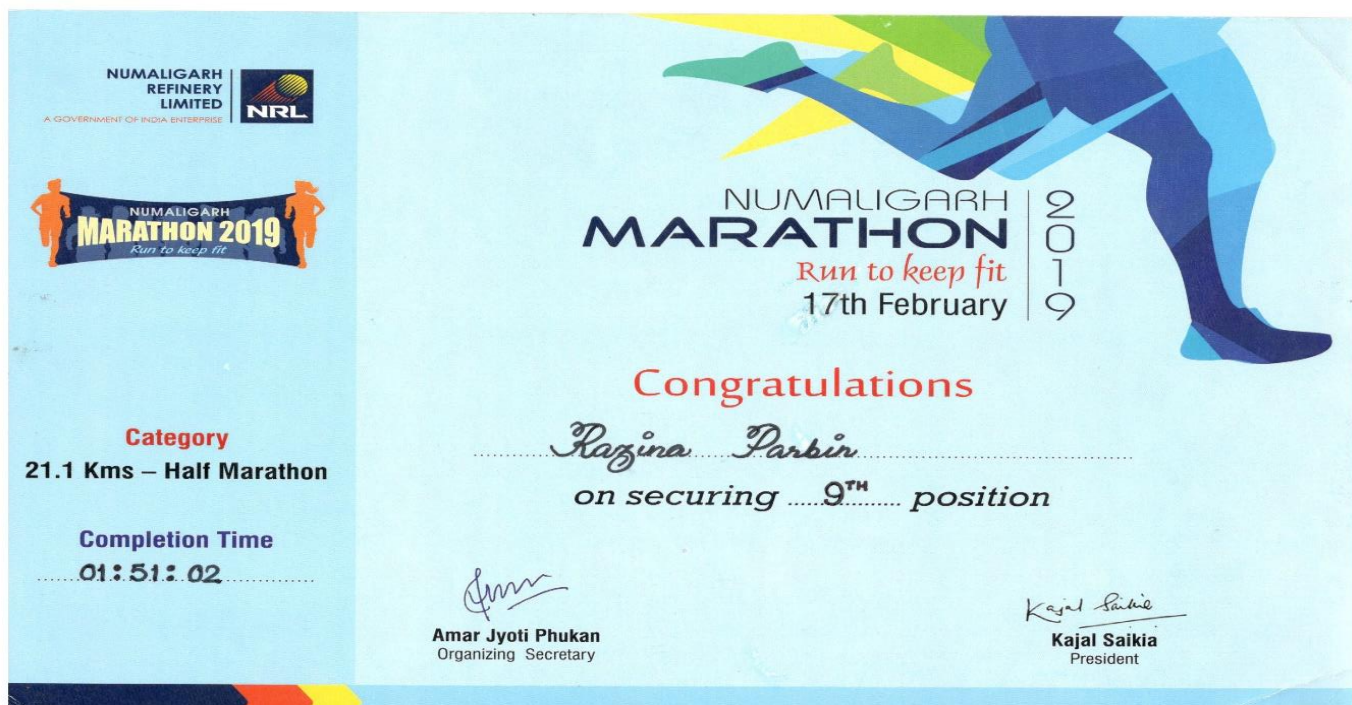 NUMALIGARH
REFINERY
LIMITED
A GOVERNMENT OF INDIA ENTERPRISE
NRL
NUMALIGARH
MARATHON 2019
Run to keep fit
NUMALIGARH
MARATHON
Run to keep fit
17th February
2019
Congratulations
Razina Parbin
on securing 9TH position
Category
21.1 Kms – Half Marathon
Completion Time
01:51:02
Amar Jyoti Phukan
Organizing Secretary
Kajal Saikia
Kajal Saikia
President